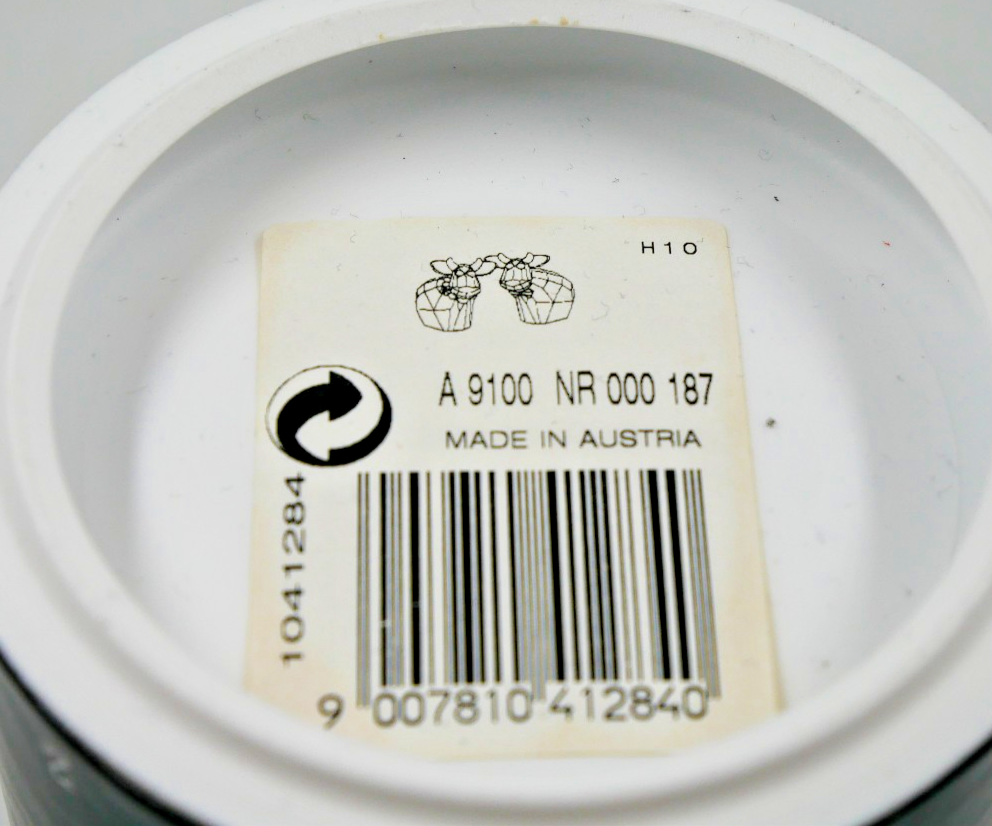 H10
A 9100 NR 000 187
MADE IN AUSTRIA
1041284
9 007810 412840